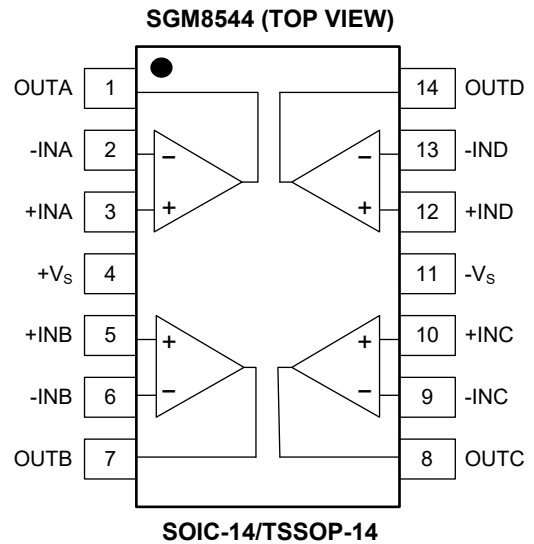 SGM8544 (TOP VIEW)
OUTA 1 14 OUTD
-INA 2 − − 13 -IND
+INA 3 + + 12 +IND
+VS 4 11 -VS
+INB 5 + + 10 +INC
-INB 6 − − 9 -INC
OUTB 7 8 OUTC
SOIC-14/TSSOP-14